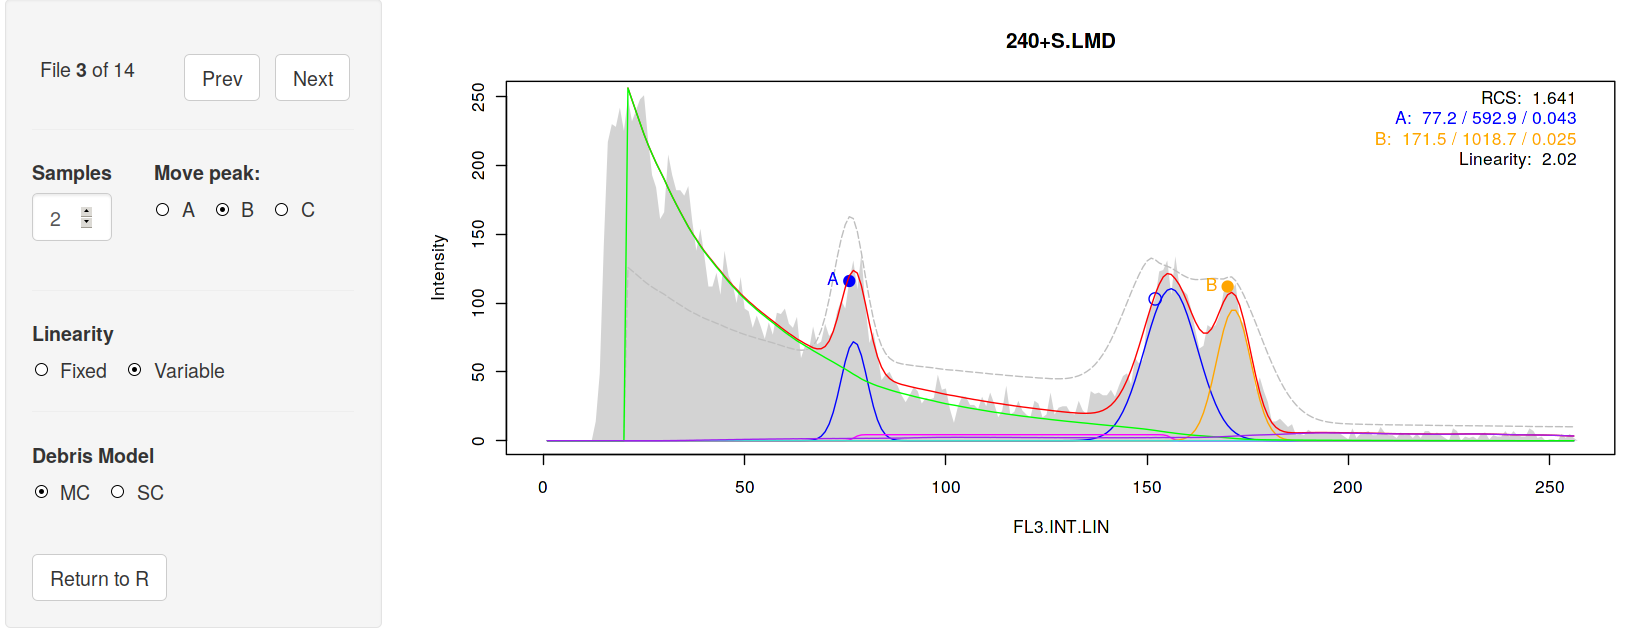 File 3 of 14
Prev
Next
Samples
Move peak:
2
A
B
C
Linearity
Fixed
Variable
Debris Model
MC
SC
Return to R
240+S.LMD
RCS: 1.641
A: 77.2 / 592.9 / 0.043
B: 171.5 / 1018.7 / 0.025
Linearity: 2.02
Intensity
250
200
150
100
50
0
A
B
0
50
100
150
200
250
FL3.INT.LIN